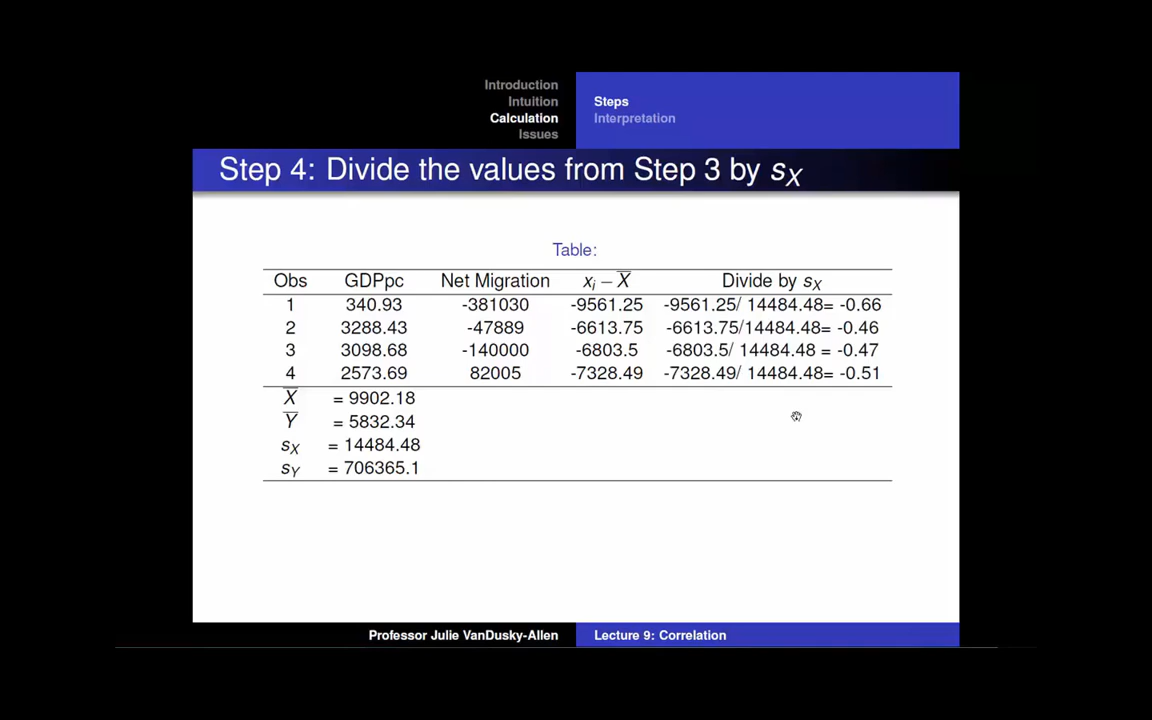 Introduction
Intuition
Calculation
Issues
Steps
Interpretation
Step 4: Divide the values from Step 3 by s_X
Table:
Obs GDPpc Net Migration x_i − X̅ Divide by s_X
1 340.93 -381030 -9561.25 -9561.25/ 14484.48= -0.66
2 3288.43 -47889 -6613.75 -6613.75/14484.48= -0.46
3 3098.68 -140000 -6803.5 -6803.5/ 14484.48 = -0.47
4 2573.69 82005 -7328.49 -7328.49/ 14484.48= -0.51
X̅ = 9902.18
Y̅ = 5832.34
s_X = 14484.48
s_Y = 706365.1
Professor Julie VanDusky-Allen Lecture 9: Correlation